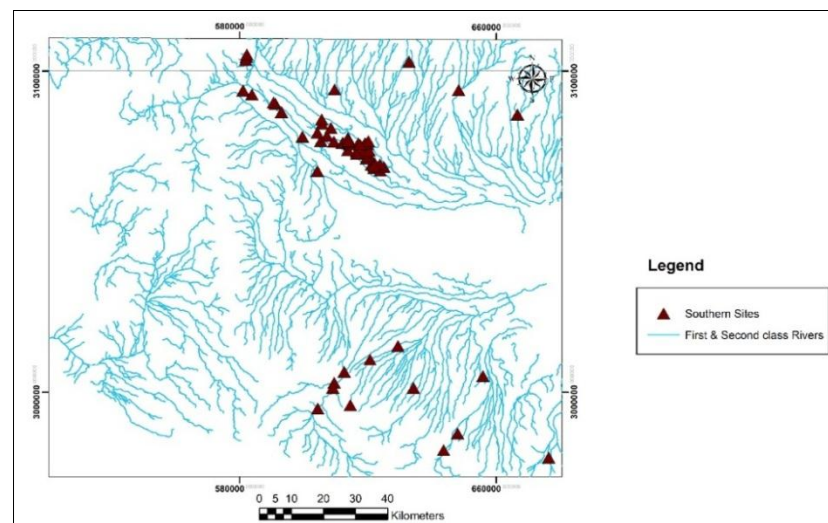 580000
660000
N
W
E
S
3100000
3100000
Legend
Southern Sites
First & Second class Rivers
3000000
3000000
580000
660000
0 5 10 20 30 40
Kilometers